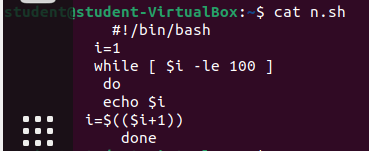 student@student-VirtualBox:~$ cat n.sh
#!/bin/bash
i=1
while [ $i -le 100 ]
do
echo $i
i=$(($i+1))
done